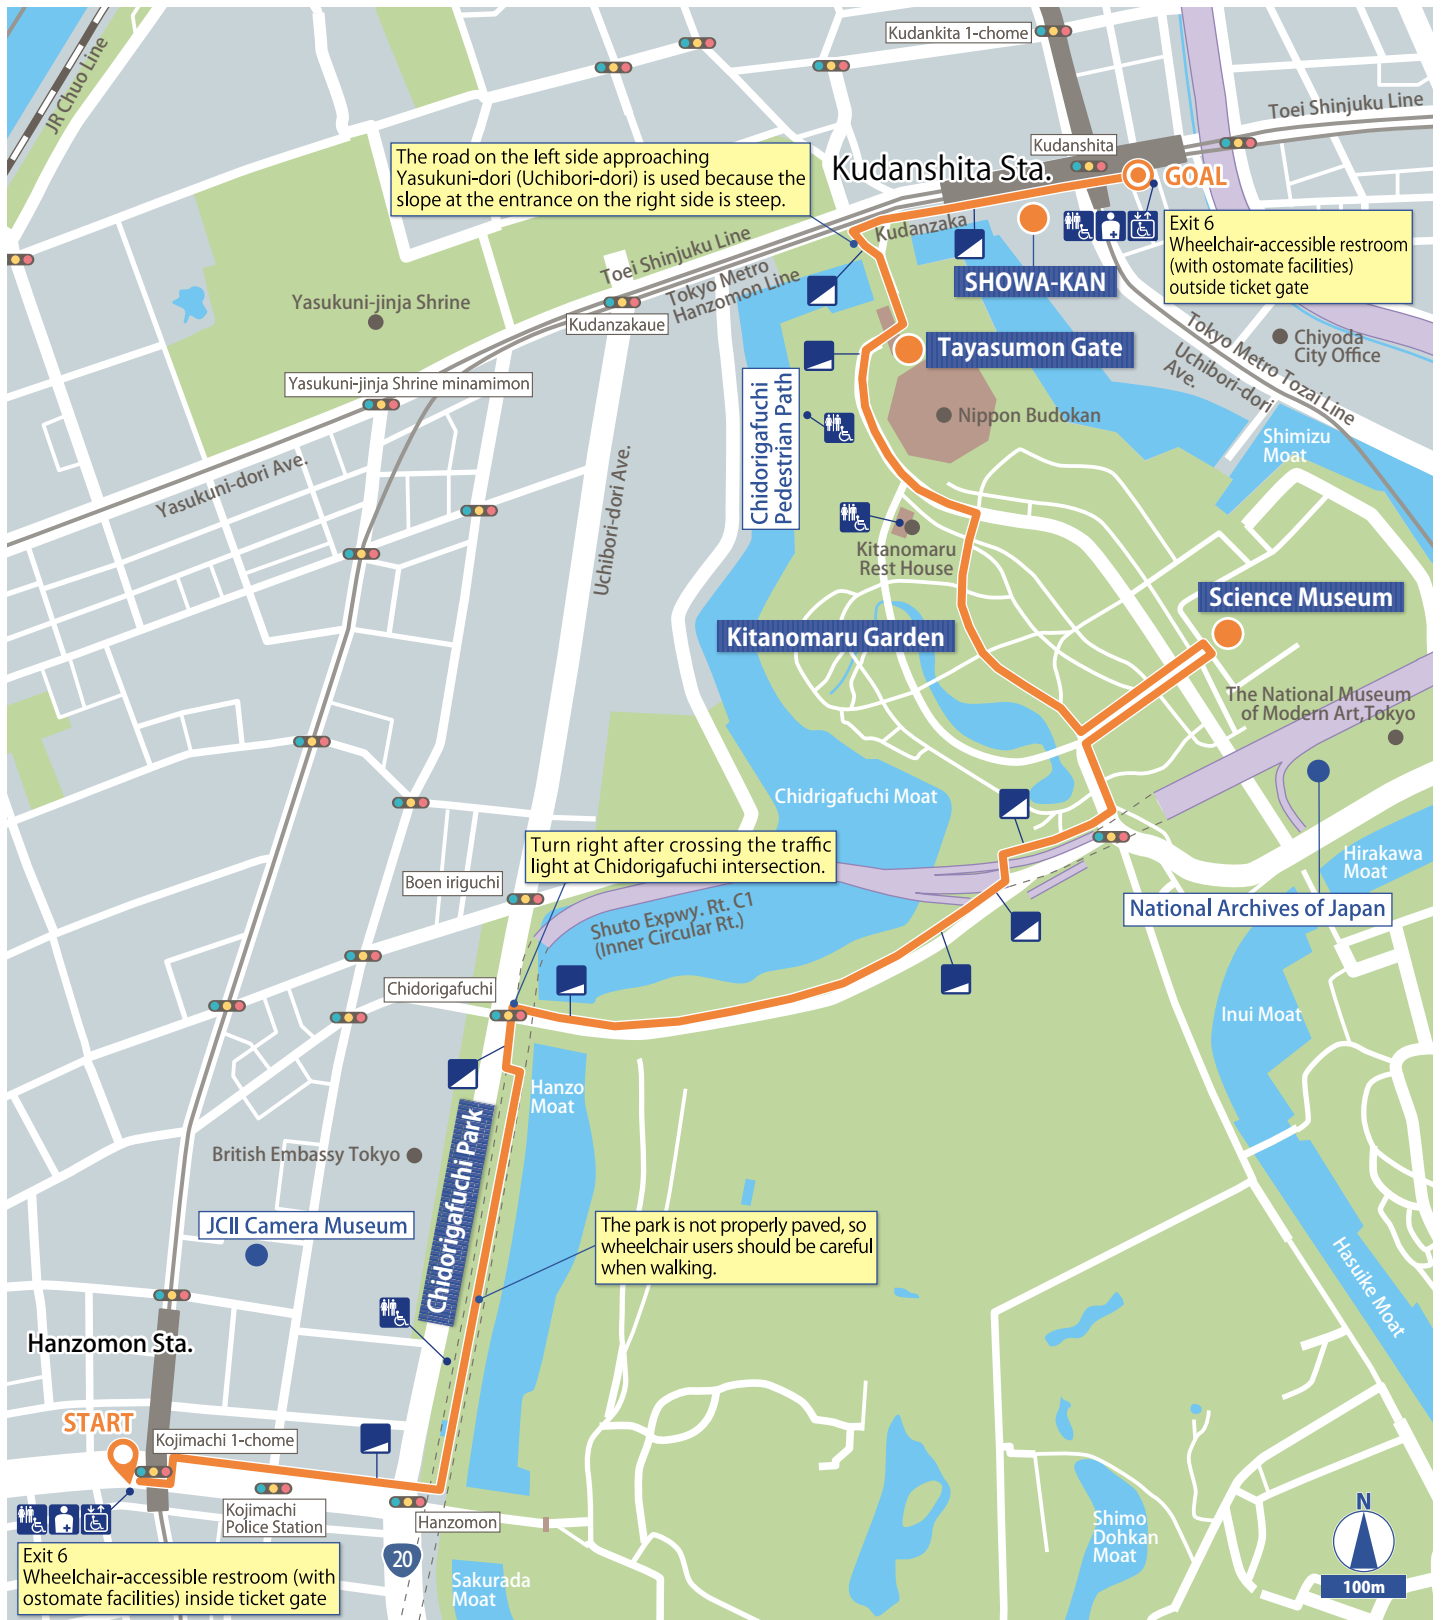 Kudankita 1-chome
JR Chuo Line
Toei Shinjuku Line
The road on the left side approaching
Yasukuni-dori (Uchibori-dori) is used because the
slope at the entrance on the right side is steep.
Kudanshita
Kudanshita Sta.
GOAL
Kudanzaka
Exit 6
Wheelchair-accessible restroom
(with ostomate facilities)
outside ticket gate
SHOWA-KAN
Toei Shinjuku Line
Tokyo Metro
Hanzomon Line
Yasukuni-jinja Shrine
Kudanzakaue
Tayasumon Gate
Tokyo Metro Tozai Line
Uchibori-dori
Ave.
Chiyoda
City Office
Yasukuni-jinja Shrine minamimon
Chidorigafuchi
Pedestrian Path
Nippon Budokan
Shimizu
Moat
Yasukuni-dori Ave.
Uchibori-dori Ave.
Kitanomaru
Rest House
Science Museum
Kitanomaru Garden
The National Museum
of Modern Art,Tokyo
Chidrigafuchi Moat
Turn right after crossing the traffic
light at Chidorigafuchi intersection.
Hirakawa
Moat
Boen iriguchi
Shuto Expwy. Rt. C1
(Inner Circular Rt.)
National Archives of Japan
Chidorigafuchi
Inui Moat
Hanzo
Moat
Chidorigafuchi Park
British Embassy Tokyo
JCII Camera Museum
The park is not properly paved, so
wheelchair users should be careful
when walking.
Hasuike Moat
Hanzomon Sta.
START
Kojimachi 1-chome
Kojimachi
Police Station
Hanzomon
Exit 6
Wheelchair-accessible restroom (with
ostomate facilities) inside ticket gate
20
Sakurada
Moat
Shimo
Dohkan
Moat
N
100m